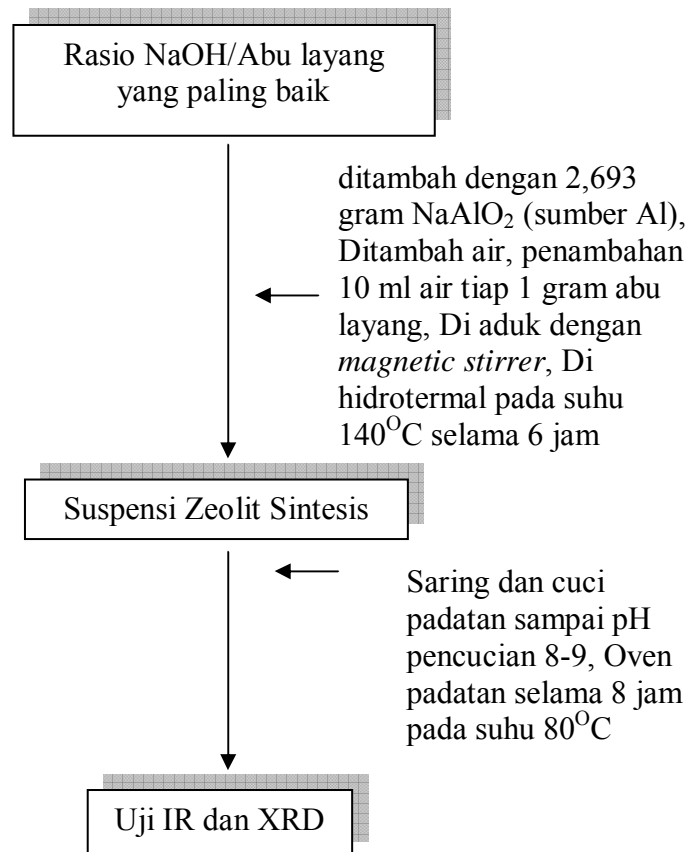 Rasio NaOH/Abu layang
yang paling baik
ditambah dengan 2,693
gram NaAlO₂ (sumber Al),
Ditambah air, penambahan
10 ml air tiap 1 gram abu
layang, Di aduk dengan
magnetic stirrer, Di
hidrotermal pada suhu
140ᴼC selama 6 jam
Suspensi Zeolit Sintesis
Saring dan cuci
padatan sampai pH
pencucian 8-9, Oven
padatan selama 8 jam
pada suhu 80ᴼC
Uji IR dan XRD